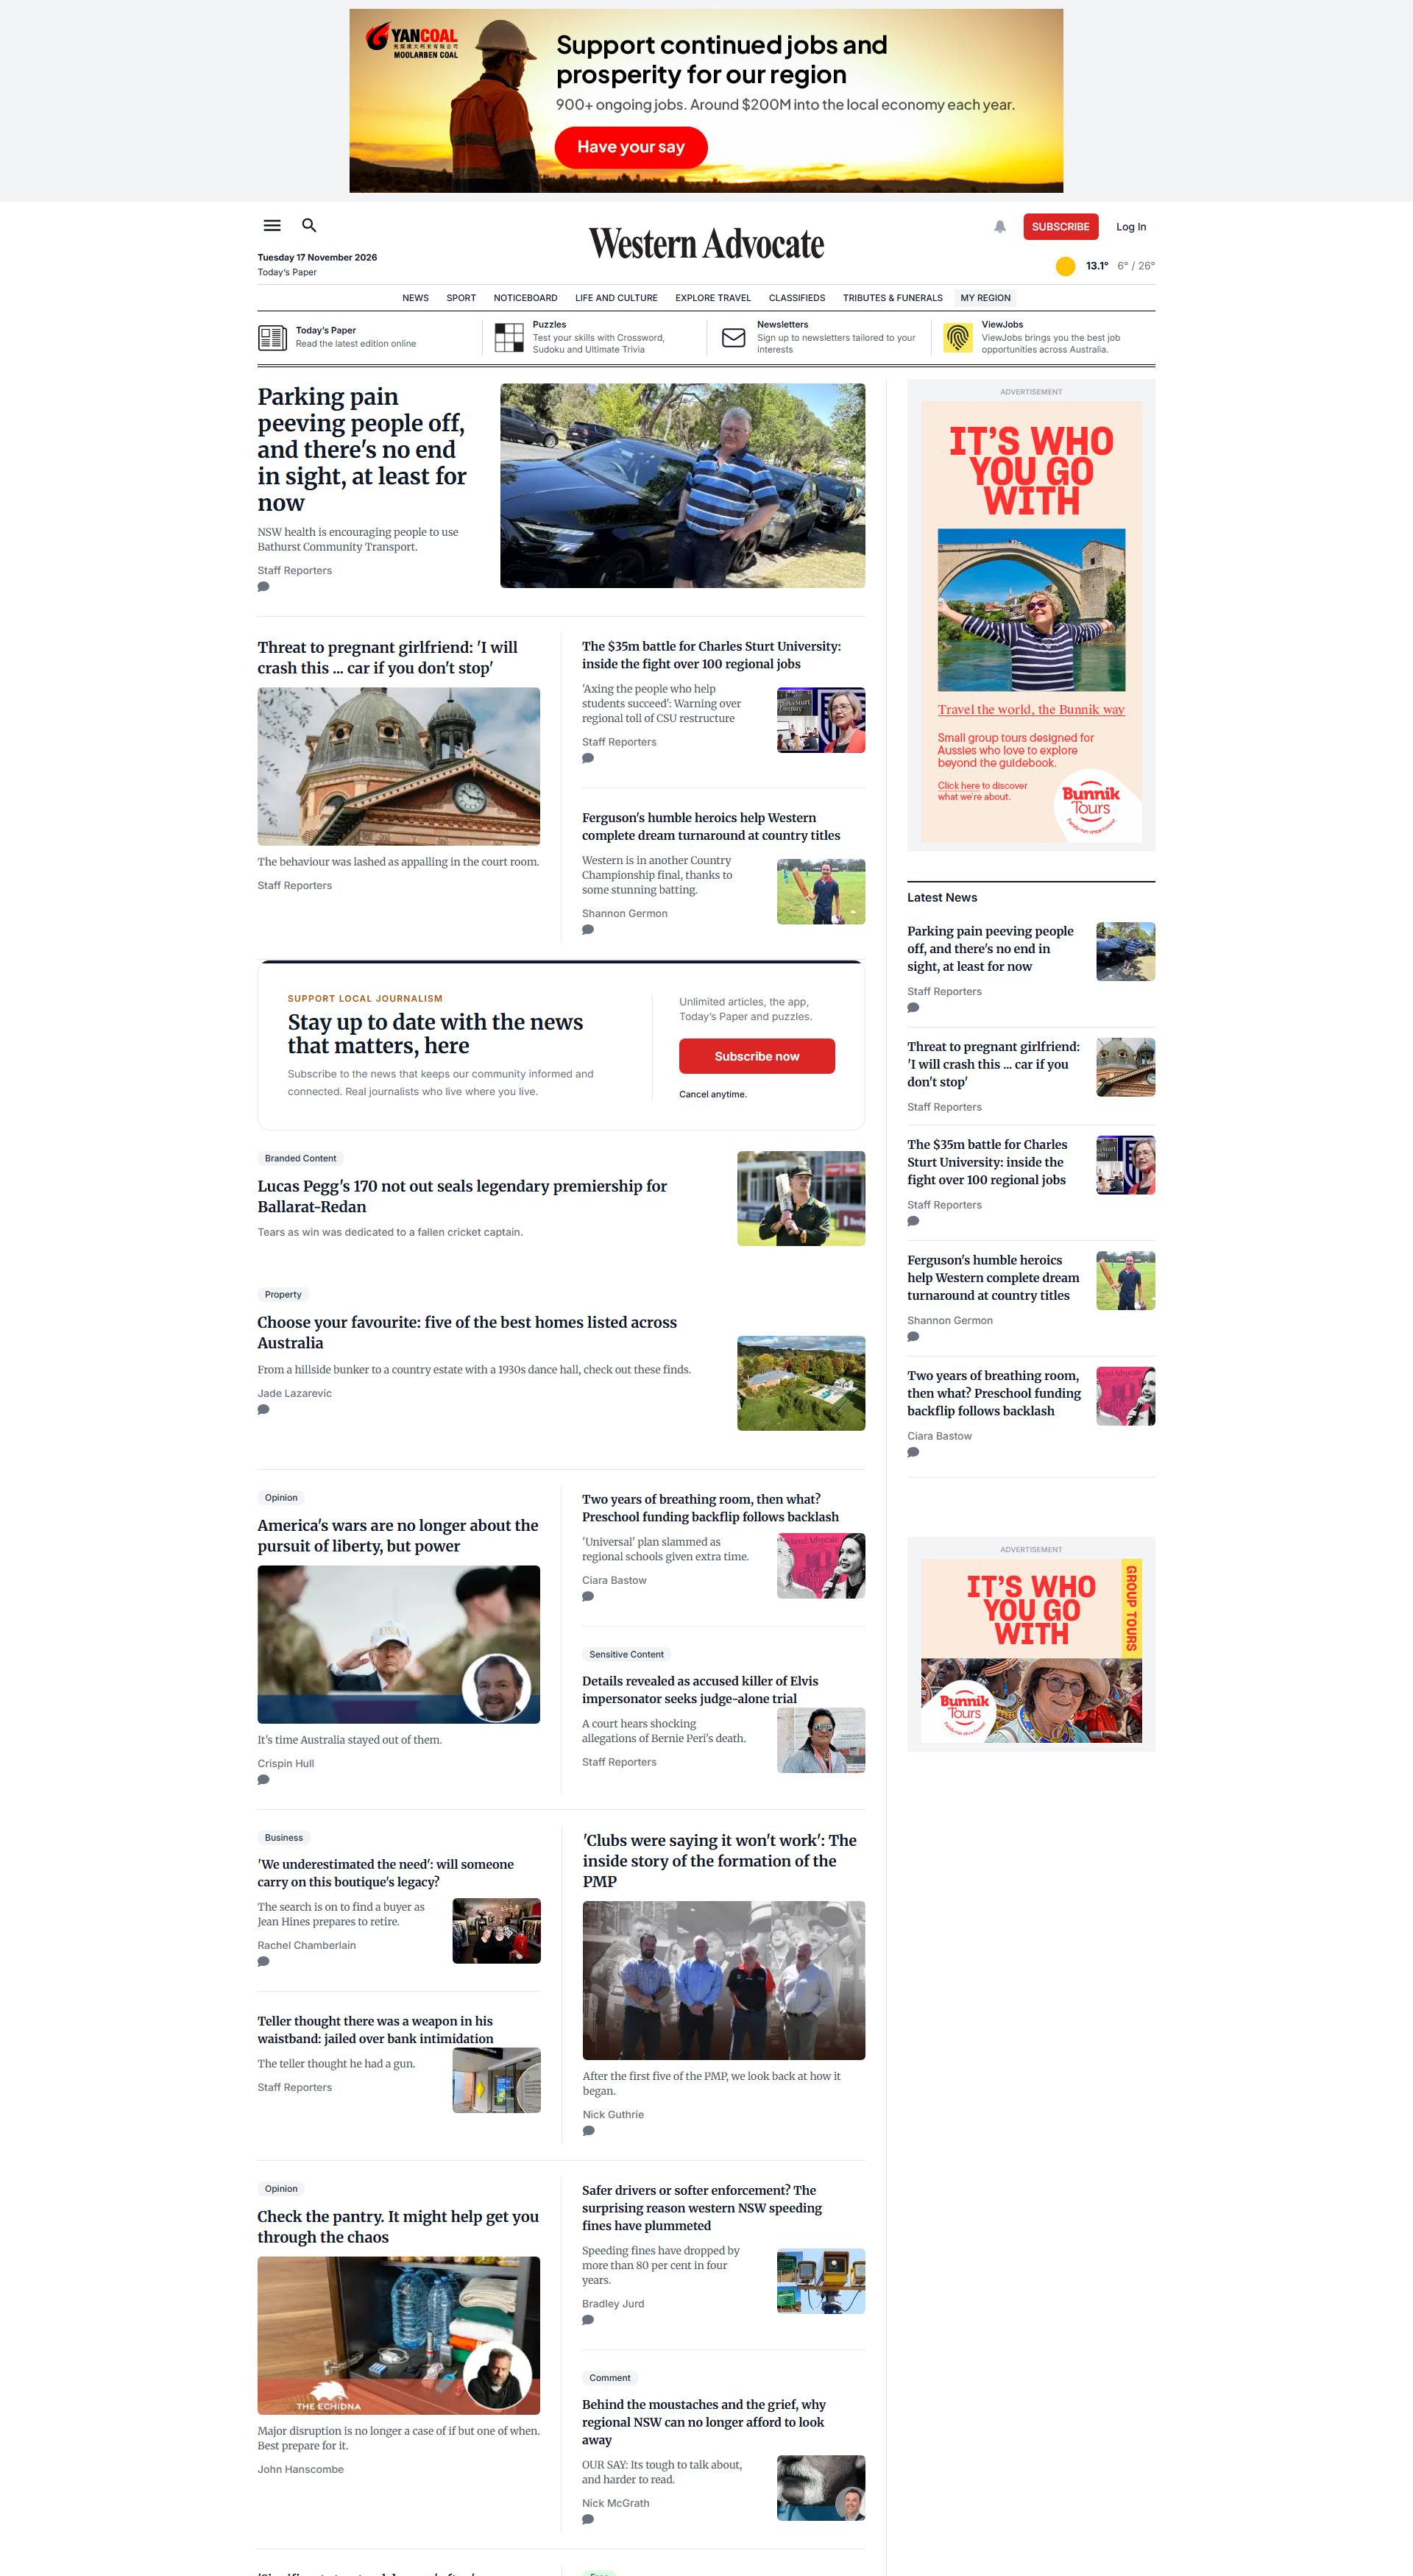 YANCOAL
MOOLARBEN COAL
Support continued jobs and
prosperity for our region
900+ ongoing jobs. Around $200M into the local economy each year.
Have your say
SUBSCRIBE
Log In
Western Advocate
Tuesday 17 November 2026
Today's Paper
13.1° 6° / 26°
NEWS SPORT NOTICEBOARD LIFE AND CULTURE EXPLORE TRAVEL CLASSIFIEDS TRIBUTES & FUNERALS MY REGION
Today's Paper
Read the latest edition online
Puzzles
Test your skills with Crossword,
Sudoku and Ultimate Trivia
Newsletters
Sign up to newsletters tailored to your
interests
ViewJobs
ViewJobs brings you the best job
opportunities across Australia.
Parking pain
peeving people off,
and there's no end
in sight, at least for
now
NSW health is encouraging people to use
Bathurst Community Transport.
Staff Reporters
Threat to pregnant girlfriend: 'I will
crash this ... car if you don't stop'
The behaviour was lashed as appalling in the court room.
Staff Reporters
The $35m battle for Charles Sturt University:
inside the fight over 100 regional jobs
'Axing the people who help
students succeed': Warning over
regional toll of CSU restructure
Staff Reporters
Ferguson's humble heroics help Western
complete dream turnaround at country titles
Western is in another Country
Championship final, thanks to
some stunning batting.
Shannon Germon
SUPPORT LOCAL JOURNALISM
Stay up to date with the news
that matters, here
Subscribe to the news that keeps our community informed and
connected. Real journalists who live where you live.
Unlimited articles, the app,
Today's Paper and puzzles.
Subscribe now
Cancel anytime.
Branded Content
Lucas Pegg's 170 not out seals legendary premiership for
Ballarat-Redan
Tears as win was dedicated to a fallen cricket captain.
Property
Choose your favourite: five of the best homes listed across
Australia
From a hillside bunker to a country estate with a 1930s dance hall, check out these finds.
Jade Lazarevic
Opinion
America's wars are no longer about the
pursuit of liberty, but power
USA
It's time Australia stayed out of them.
Crispin Hull
Two years of breathing room, then what?
Preschool funding backflip follows backlash
'Universal' plan slammed as
regional schools given extra time.
Ciara Bastow
Sensitive Content
Details revealed as accused killer of Elvis
impersonator seeks judge-alone trial
A court hears shocking
allegations of Bernie Peri's death.
Staff Reporters
Business
'We underestimated the need': will someone
carry on this boutique's legacy?
The search is on to find a buyer as
Jean Hines prepares to retire.
Rachel Chamberlain
Teller thought there was a weapon in his
waistband: jailed over bank intimidation
The teller thought he had a gun.
Staff Reporters
'Clubs were saying it won't work': The
inside story of the formation of the
PMP
After the first five of the PMP, we look back at how it
began.
Nick Guthrie
Opinion
Check the pantry. It might help get you
through the chaos
THE ECHIDNA
Major disruption is no longer a case of if but one of when.
Best prepare for it.
John Hanscombe
Safer drivers or softer enforcement? The
surprising reason western NSW speeding
fines have plummeted
Speeding fines have dropped by
more than 80 per cent in four
years.
Bradley Jurd
Comment
Behind the moustaches and the grief, why
regional NSW can no longer afford to look
away
OUR SAY: Its tough to talk about,
and harder to read.
Nick McGrath
ADVERTISEMENT
IT'S WHO
YOU GO
WITH
Travel the world, the Bunnik way
Small group tours designed for
Aussies who love to explore
beyond the guidebook.
Click here to discover
what we're about.
Bunnik
Tours
Family-run since forever
Latest News
Parking pain peeving people
off, and there's no end in
sight, at least for now
Staff Reporters
Threat to pregnant girlfriend:
'I will crash this ... car if you
don't stop'
Staff Reporters
The $35m battle for Charles
Sturt University: inside the
fight over 100 regional jobs
Staff Reporters
Ferguson's humble heroics
help Western complete dream
turnaround at country titles
Shannon Germon
Two years of breathing room,
then what? Preschool funding
backflip follows backlash
Ciara Bastow
ADVERTISEMENT
IT'S WHO
YOU GO
WITH
GROUP TOURS
Bunnik
Tours